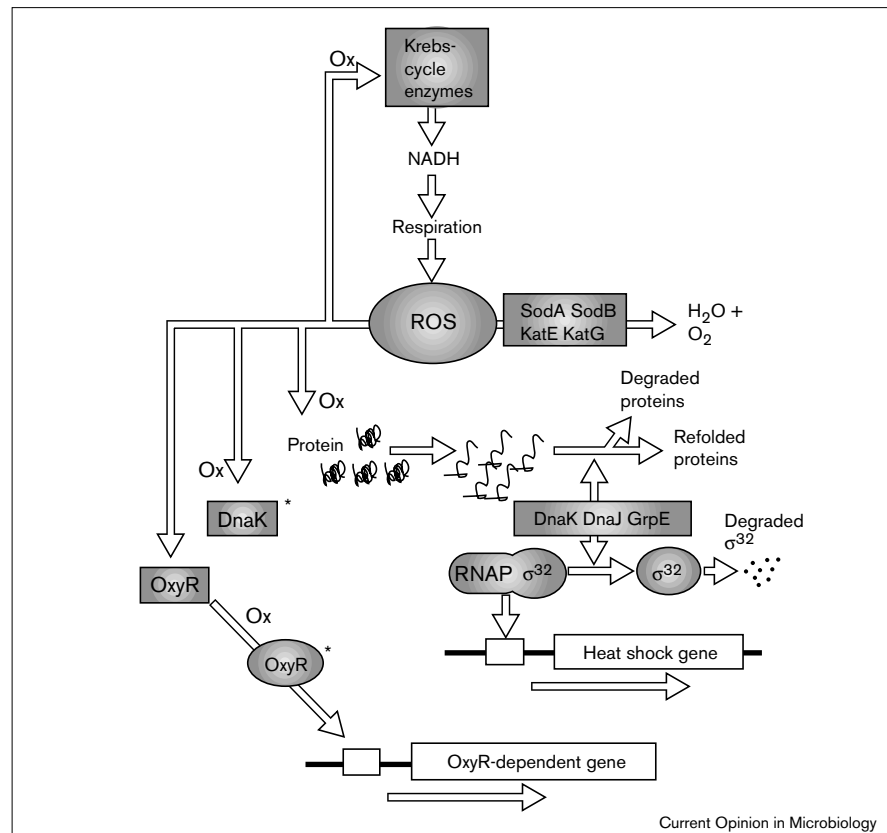 Ox
Krebs-
cycle
enzymes
NADH
Respiration
ROS
SodA SodB
KatE KatG
H₂O +
O₂
Ox
Degraded
proteins
Protein
Refolded
proteins
Ox
DnaK *
DnaK DnaJ GrpE
Degraded
σ³²
RNAP σ³²
σ³²
OxyR
Ox
OxyR *
Heat shock gene
OxyR-dependent gene
Current Opinion in Microbiology